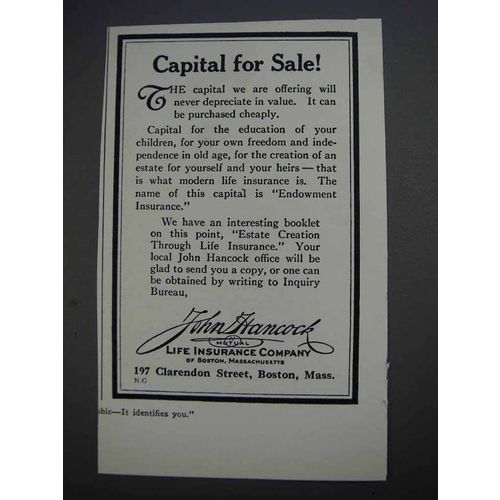 Capital for Sale!
THE capital we are offering will
never depreciate in value. It can
be purchased cheaply.
Capital for the education of your
children, for your own freedom and inde-
pendence in old age, for the creation of an
estate for yourself and your heirs—that
is what modern life insurance is. The
name of this capital is "Endowment
Insurance."
We have an interesting booklet
on this point, "Estate Creation
Through Life Insurance." Your
local John Hancock office will be
glad to send you a copy, or one can
be obtained by writing to Inquiry
Bureau,
John Hancock
MUTUAL
LIFE INSURANCE COMPANY
OF BOSTON, MASSACHUSETTS
197 Clarendon Street, Boston, Mass.
N.G
phic—It identifies you."